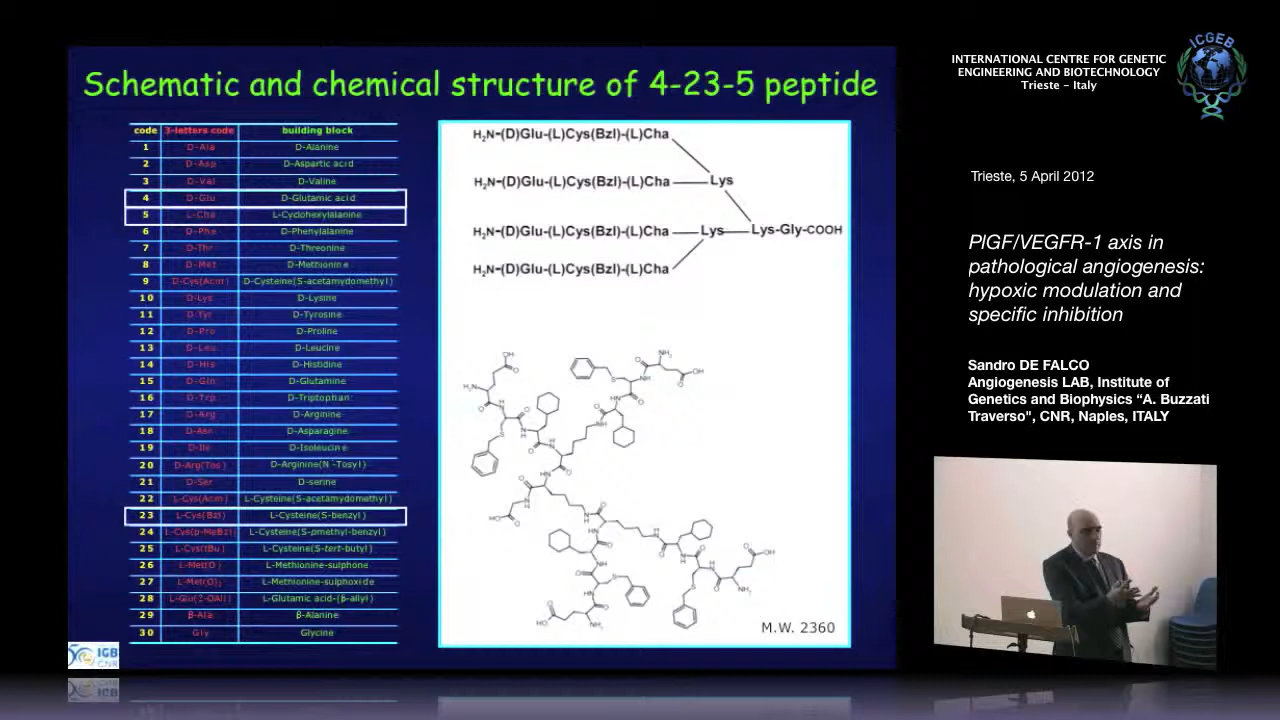 Schematic and chemical structure of 4-23-5 peptide
code 3-letters code building block
1 D-Ala D-Alanine
2 D-Asp D-Aspartic acid
3 D-Val D-Valine
4 D-Glu D-Glutamic acid
5 L-Cha L-Cyclohexylalanine
6 D-Phe D-Phenylalanine
7 D-Thr D-Threonine
8 D-Met D-Methionine
9 D-Cys(Acm) D-Cysteine(S-acetamydomethyl)
10 D-Lys D-Lysine
11 D-Tyr D-Tyrosine
12 D-Pro D-Proline
13 D-Leu D-Leucine
14 D-His D-Histidine
15 D-Gln D-Glutamine
16 D-Trp D-Triptophan
17 D-Arg D-Arginine
18 D-Asn D-Asparagine
19 D-Ile D-Isoleucine
20 D-Arg(Tos) D-Arginine(N-Tosyl)
21 D-Ser D-serine
22 L-Cys(Acm) L-Cysteine(S-acetamydomethyl)
23 L-Cys(Bzl) L-Cysteine(S-benzyl)
24 L-Cys(p-MeBzl) L-Cysteine(S-pmethyl-benzyl)
25 L-Cys(tBu) L-Cysteine(S-tert-butyl)
26 L-Methionine-sulphone
27 L-Methionine-sulphoxide
28 L-Glutamic acid-(β-allyl)
29 β-Ala β-Alanine
30 Gly Glycine
H₂N-(D)Glu-(L)Cys(Bzl)-(L)Cha
H₂N-(D)Glu-(L)Cys(Bzl)-(L)Cha Lys
H₂N-(D)Glu-(L)Cys(Bzl)-(L)Cha Lys Lys-Gly-COOH
H₂N-(D)Glu-(L)Cys(Bzl)-(L)Cha
M.W. 2360
IGB
CNR
ICGEB
INTERNATIONAL CENTRE FOR GENETIC
ENGINEERING AND BIOTECHNOLOGY
Trieste - Italy
Trieste, 5 April 2012
PlGF/VEGFR-1 axis in
pathological angiogenesis:
hypoxic modulation and
specific inhibition
Sandro DE FALCO
Angiogenesis LAB, Institute of
Genetics and Biophysics “A. Buzzati
Traverso", CNR, Naples, ITALY